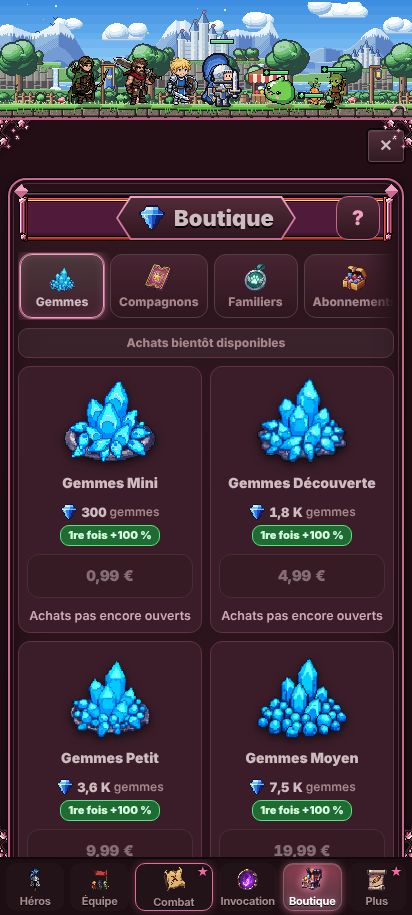 ×
Boutique
?
Gemmes
Compagnons
Familiers
Abonnement
Achats bientôt disponibles
Gemmes Mini
300 gemmes
1re fois +100 %
0,99 €
Achats pas encore ouverts
Gemmes Découverte
1,8 K gemmes
1re fois +100 %
4,99 €
Achats pas encore ouverts
Gemmes Petit
3,6 K gemmes
1re fois +100 %
9,99 €
Gemmes Moyen
7,5 K gemmes
1re fois +100 %
19,99 €
Héros
Équipe
Combat
Invocation
Boutique
Plus